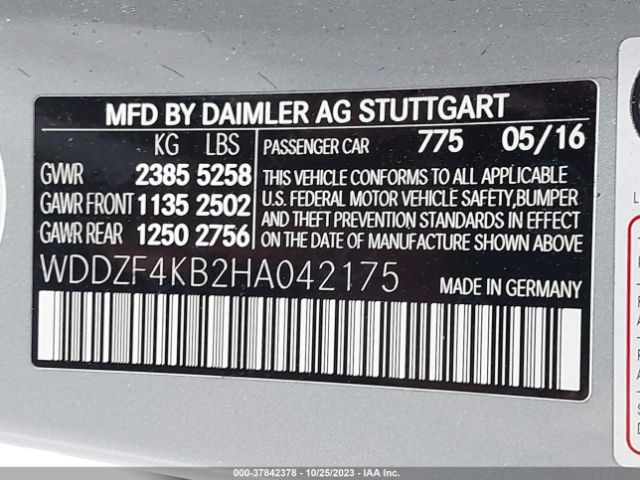 MFD BY DAIMLER AG STUTTGART
KG LBS PASSENGER CAR 775 05/16
GVWR 2385 5258
GAWR FRONT 1135 2502
GAWR REAR 1250 2756
THIS VEHICLE CONFORMS TO ALL APPLICABLE
U.S. FEDERAL MOTOR VEHICLE SAFETY,BUMPER
AND THEFT PREVENTION STANDARDS IN EFFECT
ON THE DATE OF MANUFACTURE SHOWN ABOVE
WDDZF4KB2HA042175 MADE IN GERMANY
Stock #: 37842378 | 10/25/2023 | IAA Inc.